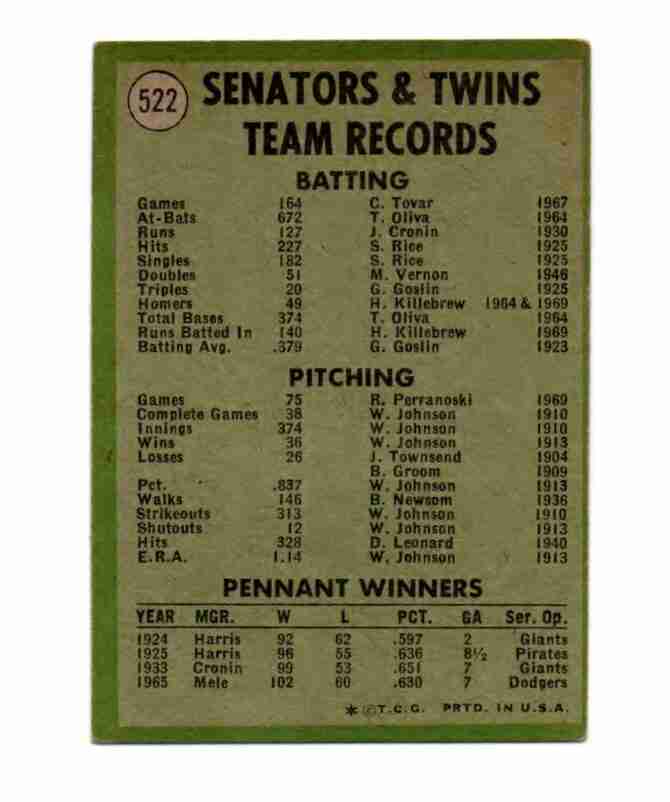 522
SENATORS & TWINS
TEAM RECORDS
BATTING
Games 164 C. Tovar 1967
At-Bats 672 T. Oliva 1964
Runs 127 J. Cronin 1930
Hits 227 S. Rice 1925
Singles 182 S. Rice 1925
Doubles 51 M. Vernon 1946
Triples 20 G. Goslin 1925
Homers 49 H. Killebrew 1964 & 1969
Total Bases 374 T. Oliva 1964
Runs Batted In 140 H. Killebrew 1969
Batting Avg. .379 G. Goslin 1923
PITCHING
Games 75 R. Perranoski 1969
Complete Games 38 W. Johnson 1910
Innings 374 W. Johnson 1910
Wins 36 W. Johnson 1913
Losses 26 J. Townsend 1904
B. Groom 1909
Pct. .837 W. Johnson 1913
Walks 146 B. Newsom 1936
Strikeouts 313 W. Johnson 1910
Shutouts 12 W. Johnson 1913
Hits 328 D. Leonard 1940
E.R.A. 1.14 W. Johnson 1913
PENNANT WINNERS
YEAR MGR. W L PCT. GA Ser. Op.
1924 Harris 92 62 .597 2 Giants
1925 Harris 96 55 .636 8½ Pirates
1933 Cronin 99 53 .651 7 Giants
1965 Mele 102 60 .630 7 Dodgers
* © T.C.G. PRTD. IN U.S.A.